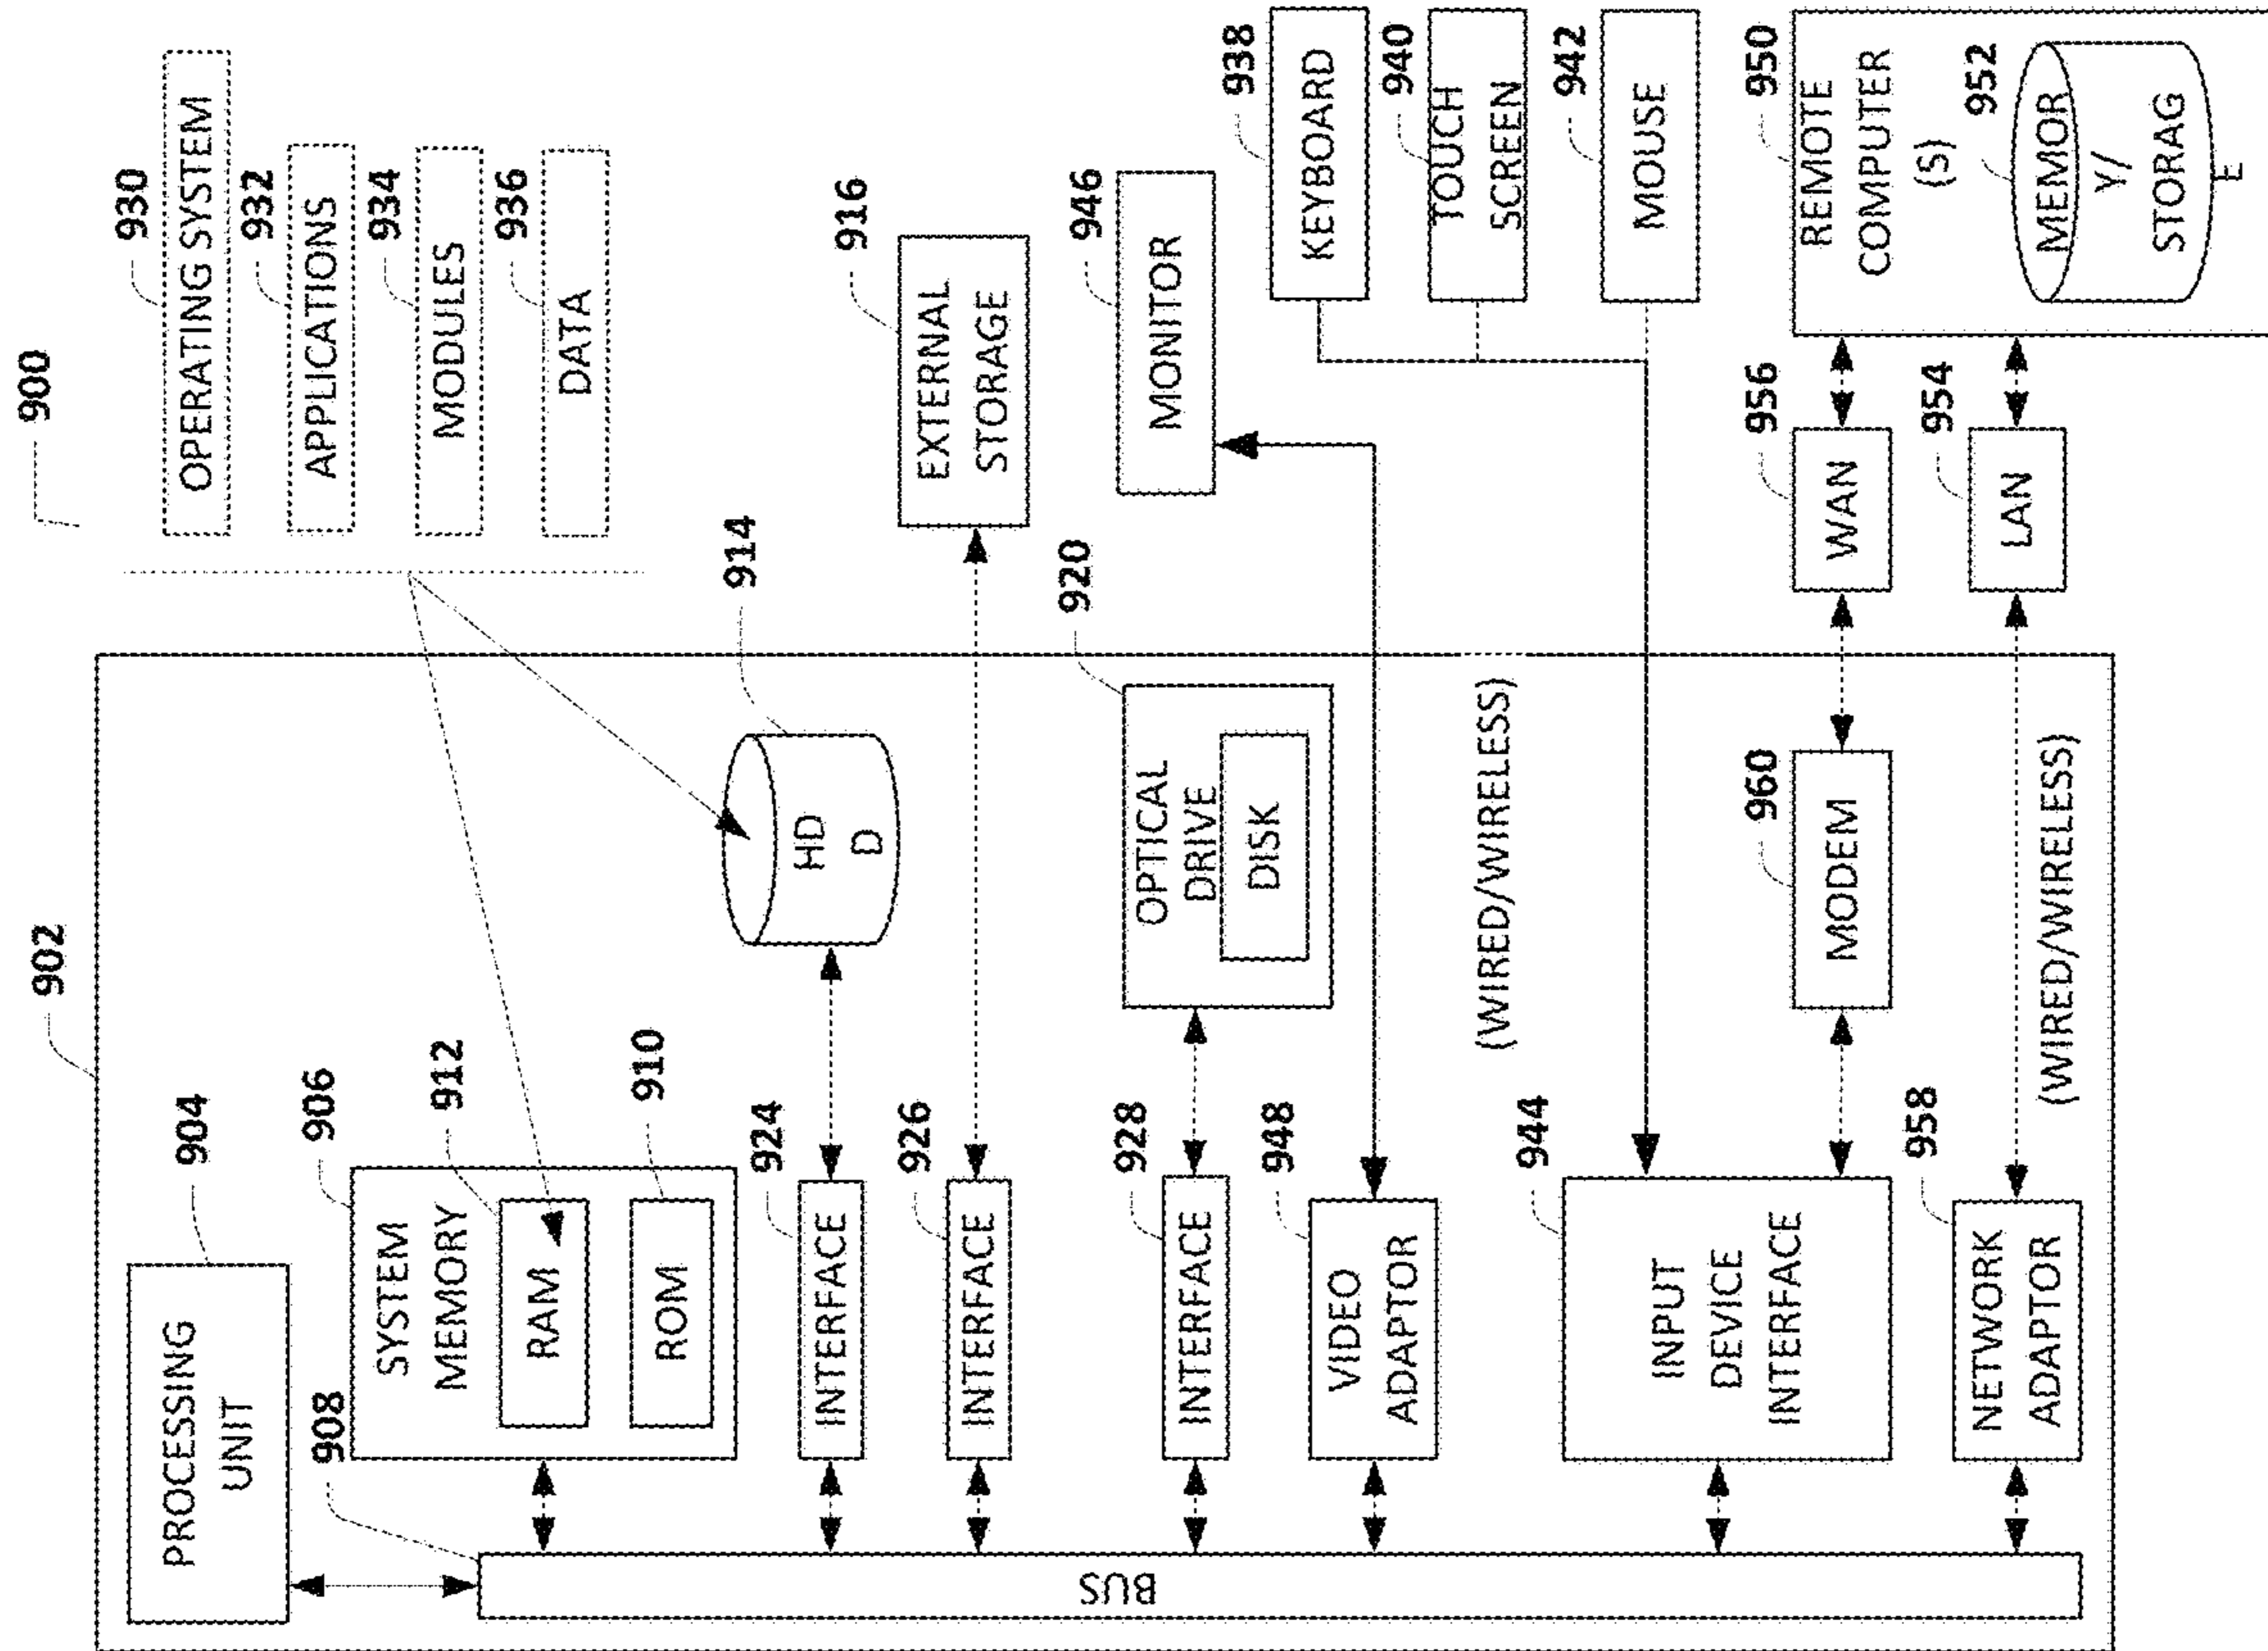 900
902
904
PROCESSING
UNIT
906
SYSTEM
MEMORY
912
RAM
910
ROM
908
BUS
930
OPERATING SYSTEM
932
APPLICATIONS
934
MODULES
936
DATA
924
INTERFACE
914
HD
D
926
INTERFACE
916
EXTERNAL
STORAGE
928
INTERFACE
920
OPTICAL
DRIVE
DISK
946
MONITOR
948
VIDEO
ADAPTOR
(WIRED/WIRELESS)
938
KEYBOARD
940
TOUCH
SCREEN
942
MOUSE
944
INPUT
DEVICE
INTERFACE
960
MODEM
956
WAN
950
REMOTE
COMPUTER
(S)
952
MEMOR
Y/
STORAG
E
958
NETWORK
ADAPTOR
954
LAN
(WIRED/WIRELESS)